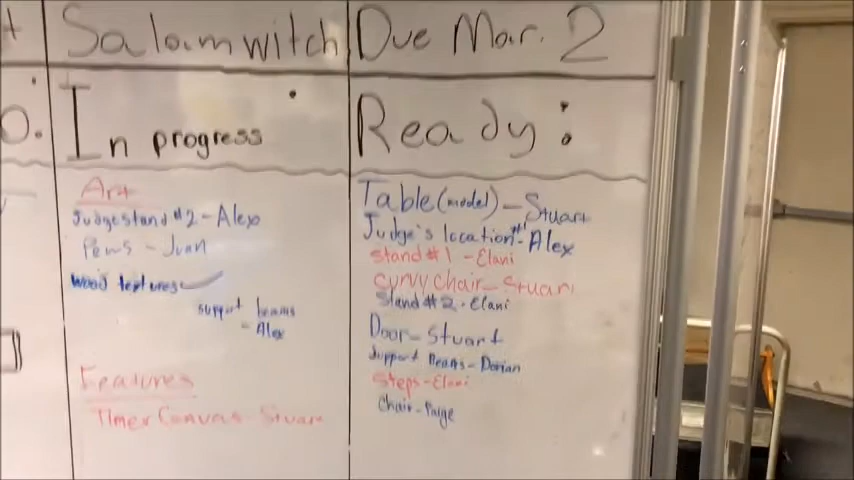 Salamwitch
Due Mar. 2
In progress
Ready:
Art
Judge stand #2 - Alex
Pews - Juan
Wood textures
support beams
- Alex
Features
Timer Canvas - Stuart
Table (model) - Stuart
Judge's location #1 - Alex
Stand #1 - Elani
Curvy chair - Stuart
Stand #2 - Elani
Door - Stuart
Support Beams - Dorian
Steps - Elani
Chair - Paige